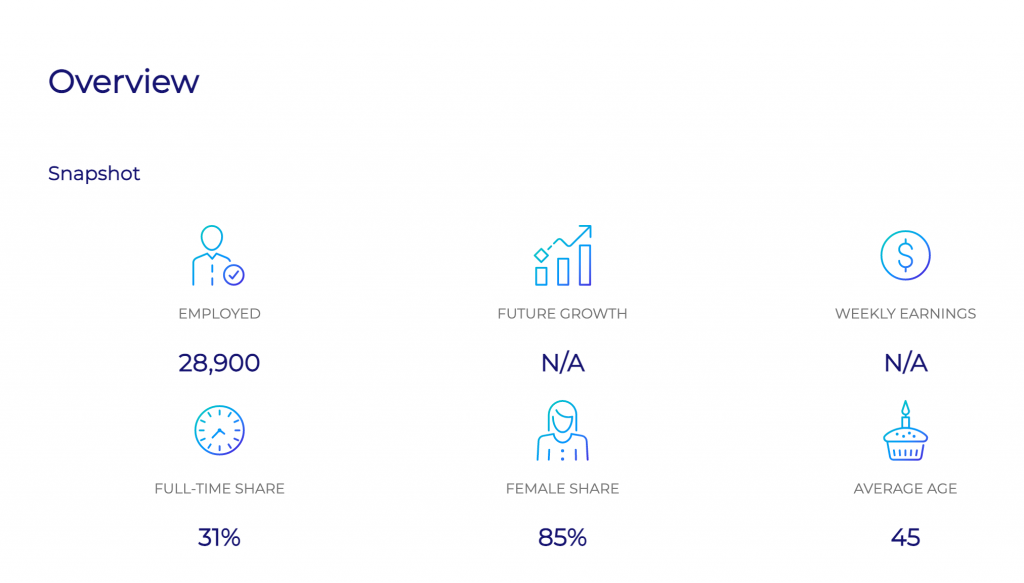 Overview
Snapshot
EMPLOYED
28,900
FUTURE GROWTH
N/A
WEEKLY EARNINGS
N/A
FULL-TIME SHARE
31%
FEMALE SHARE
85%
AVERAGE AGE
45